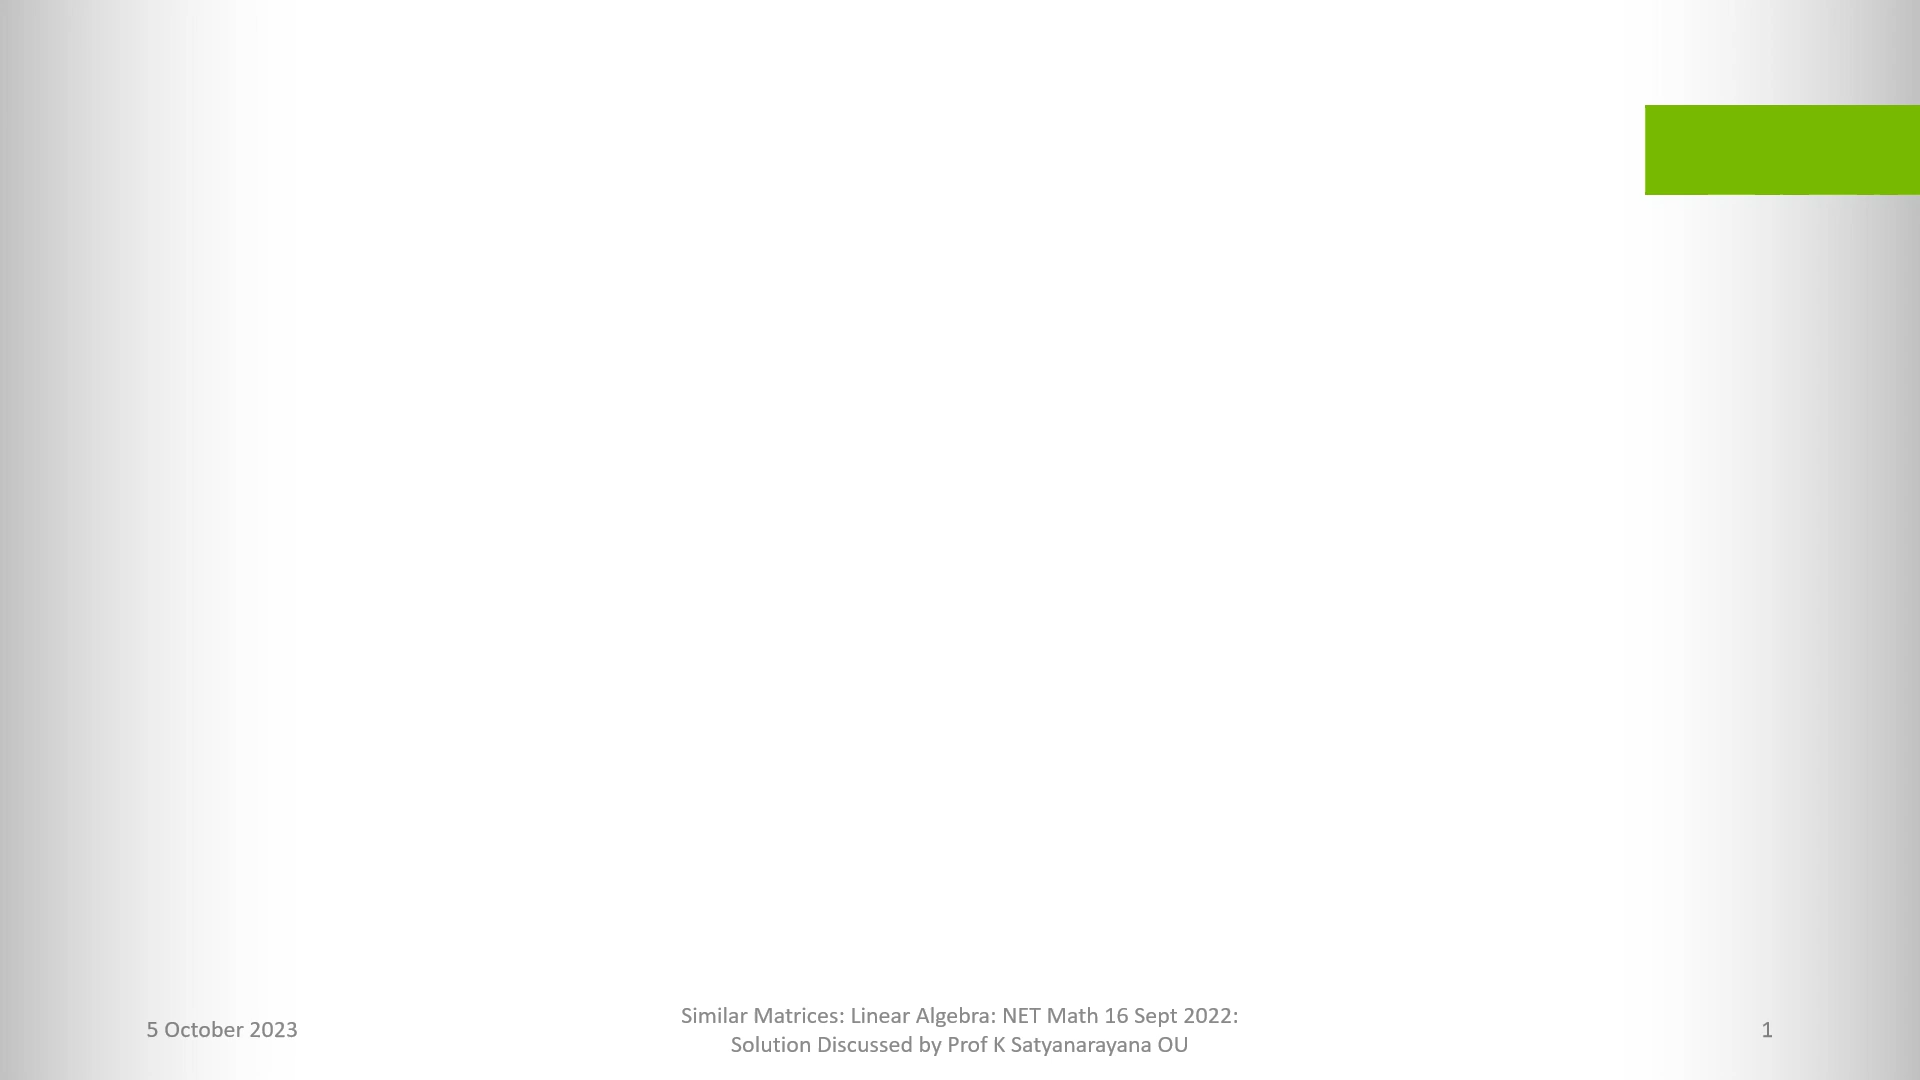 5 October 2023
Similar Matrices: Linear Algebra: NET Math 16 Sept 2022:
Solution Discussed by Prof K Satyanarayana OU
1